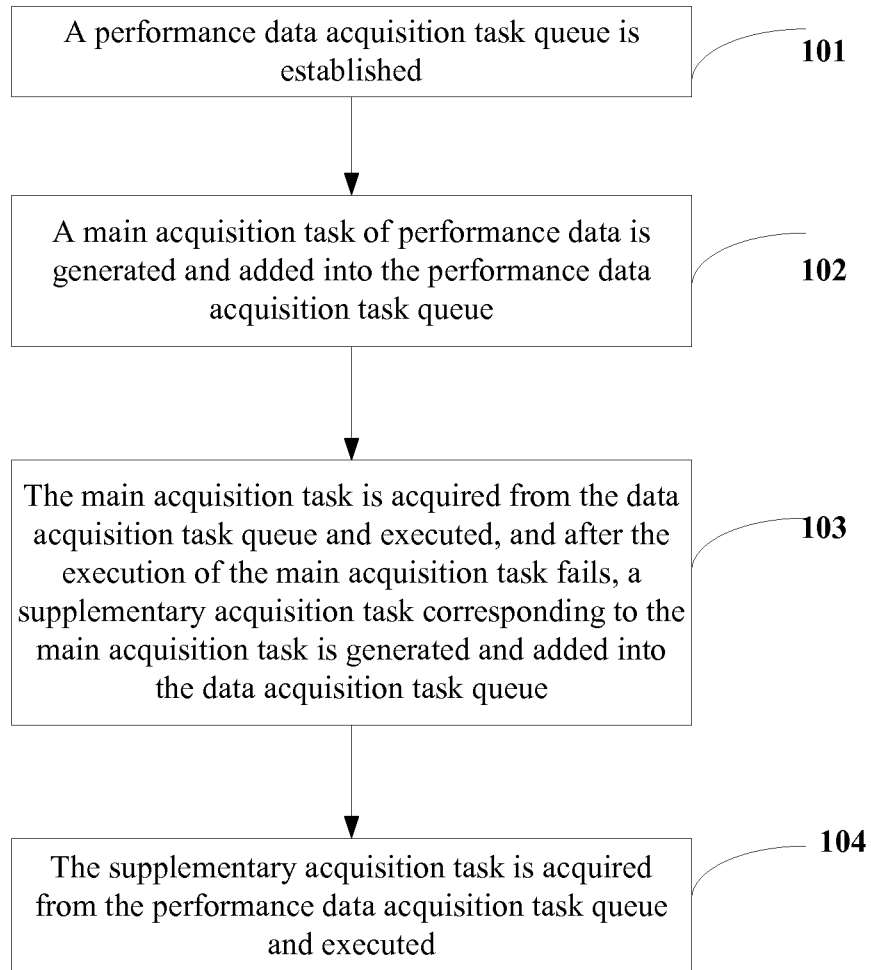 A performance data acquisition task queue is
established
101
A main acquisition task of performance data is
generated and added into the performance data
acquisition task queue
102
The main acquisition task is acquired from the data
acquisition task queue and executed, and after the
execution of the main acquisition task fails, a
supplementary acquisition task corresponding to the
main acquisition task is generated and added into
the data acquisition task queue
103
The supplementary acquisition task is acquired
from the performance data acquisition task queue
and executed
104